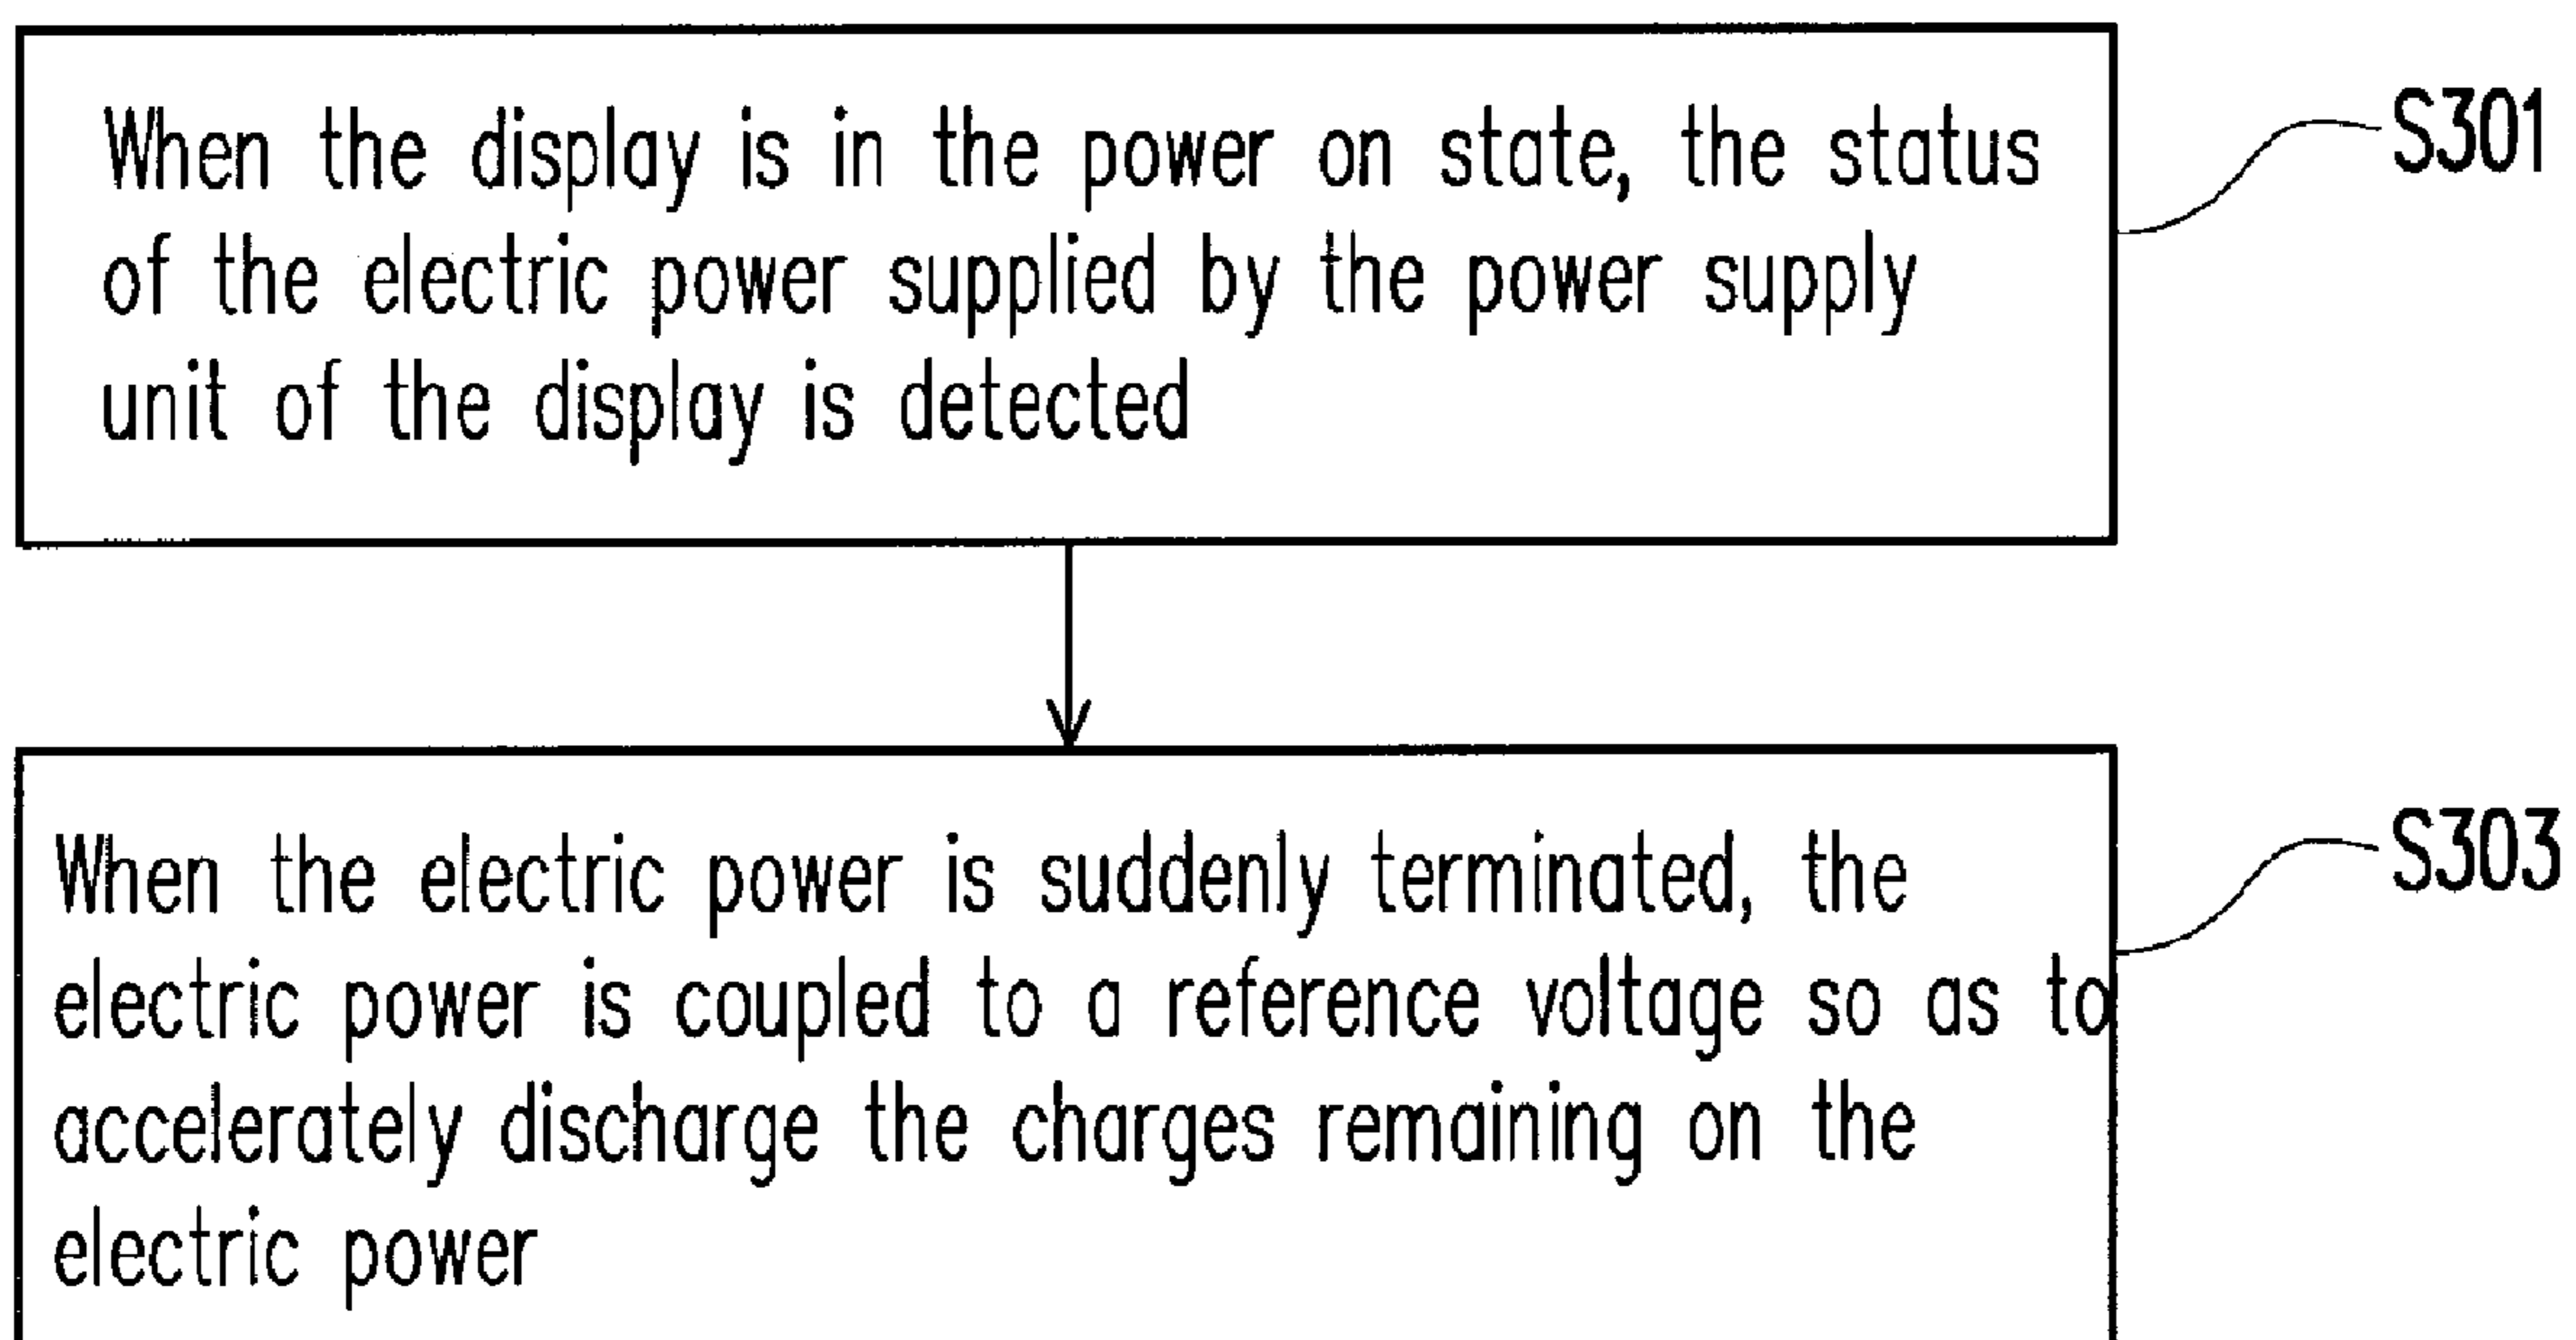 When the display is in the power on state, the status
of the electric power supplied by the power supply
unit of the display is detected
S301
When the electric power is suddenly terminated, the
electric power is coupled to a reference voltage so as to
accelerately discharge the charges remaining on the
electric power
S303